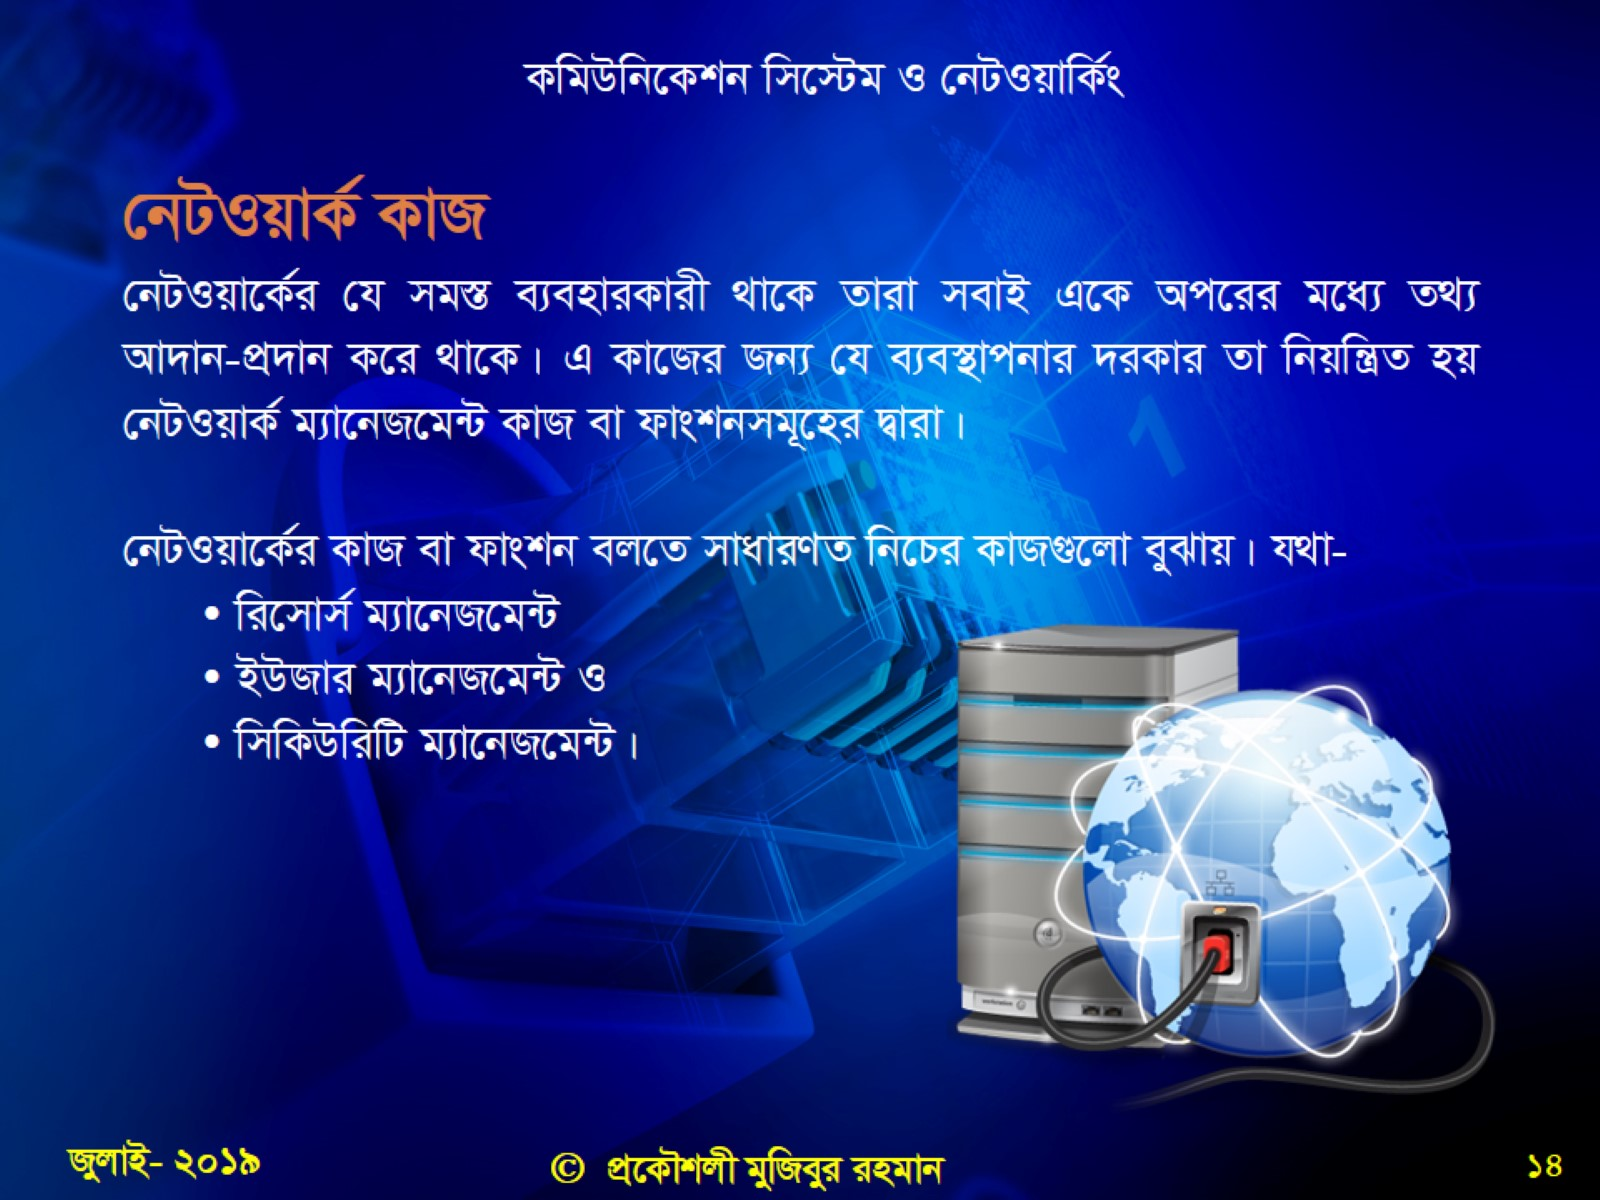 কমিউনিকেশন সিস্টেম ও নেটওয়ার্কিং
নেটওয়ার্ক কাজ
নেটওয়ার্কের যে সমস্ত ব্যবহারকারী থাকে তারা সবাই একে অপরের মধ্যে তথ্য
আদান-প্রদান করে থাকে। এ কাজের জন্য যে ব্যবস্থাপনার দরকার তা নিয়ন্ত্রিত হয়
নেটওয়ার্ক ম্যানেজমেন্ট কাজ বা ফাংশনসমূহের দ্বারা।
নেটওয়ার্কের কাজ বা ফাংশন বলতে সাধারণত নিচের কাজগুলো বুঝায়। যথা-
• রিসোর্স ম্যানেজমেন্ট
• ইউজার ম্যানেজমেন্ট ও
• সিকিউরিটি ম্যানেজমেন্ট।
1
জুলাই- ২০১৯
© প্রকৌশলী মুজিবুর রহমান
১৪